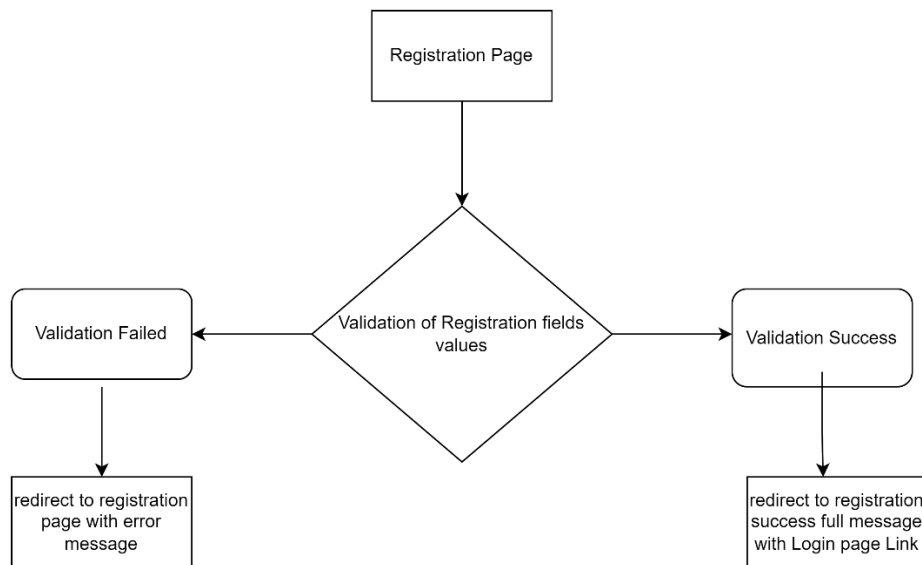 Registration Page
Validation of Registration fields
values
Validation Failed
Validation Success
redirect to registration
page with error
message
redirect to registration
success full message
with Login page Link